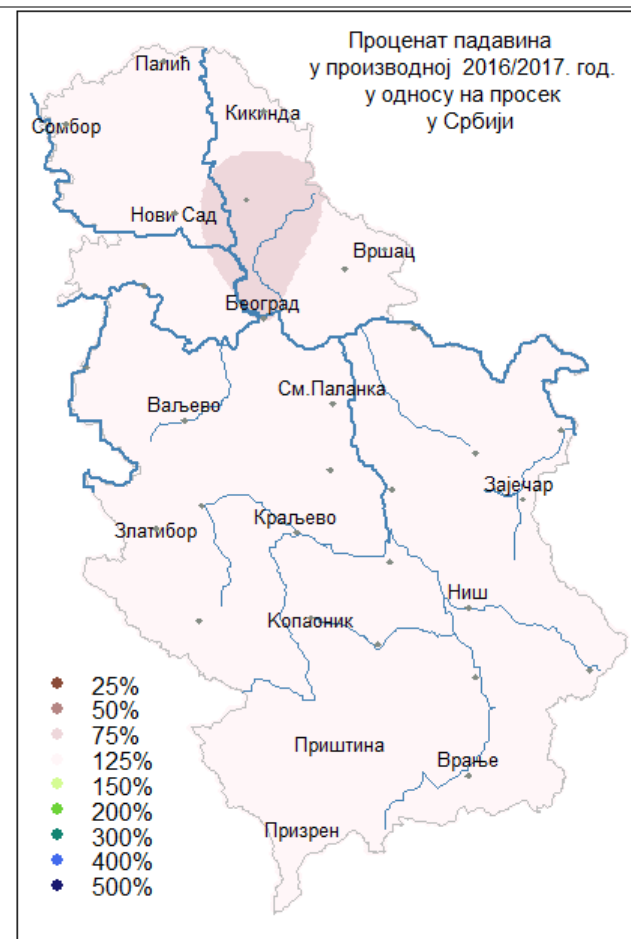 Проценат падавина
у производној 2016/2017. год.
у односу на просек
у Србији
Палић
Кикинда
Сомбор
Нови Сад
Вршац
Београд
См.Паланка
Ваљево
Зајечар
Краљево
Златибор
Ниш
Копаоник
Приштина
Врање
Призрен
25%
50%
75%
125%
150%
200%
300%
400%
500%